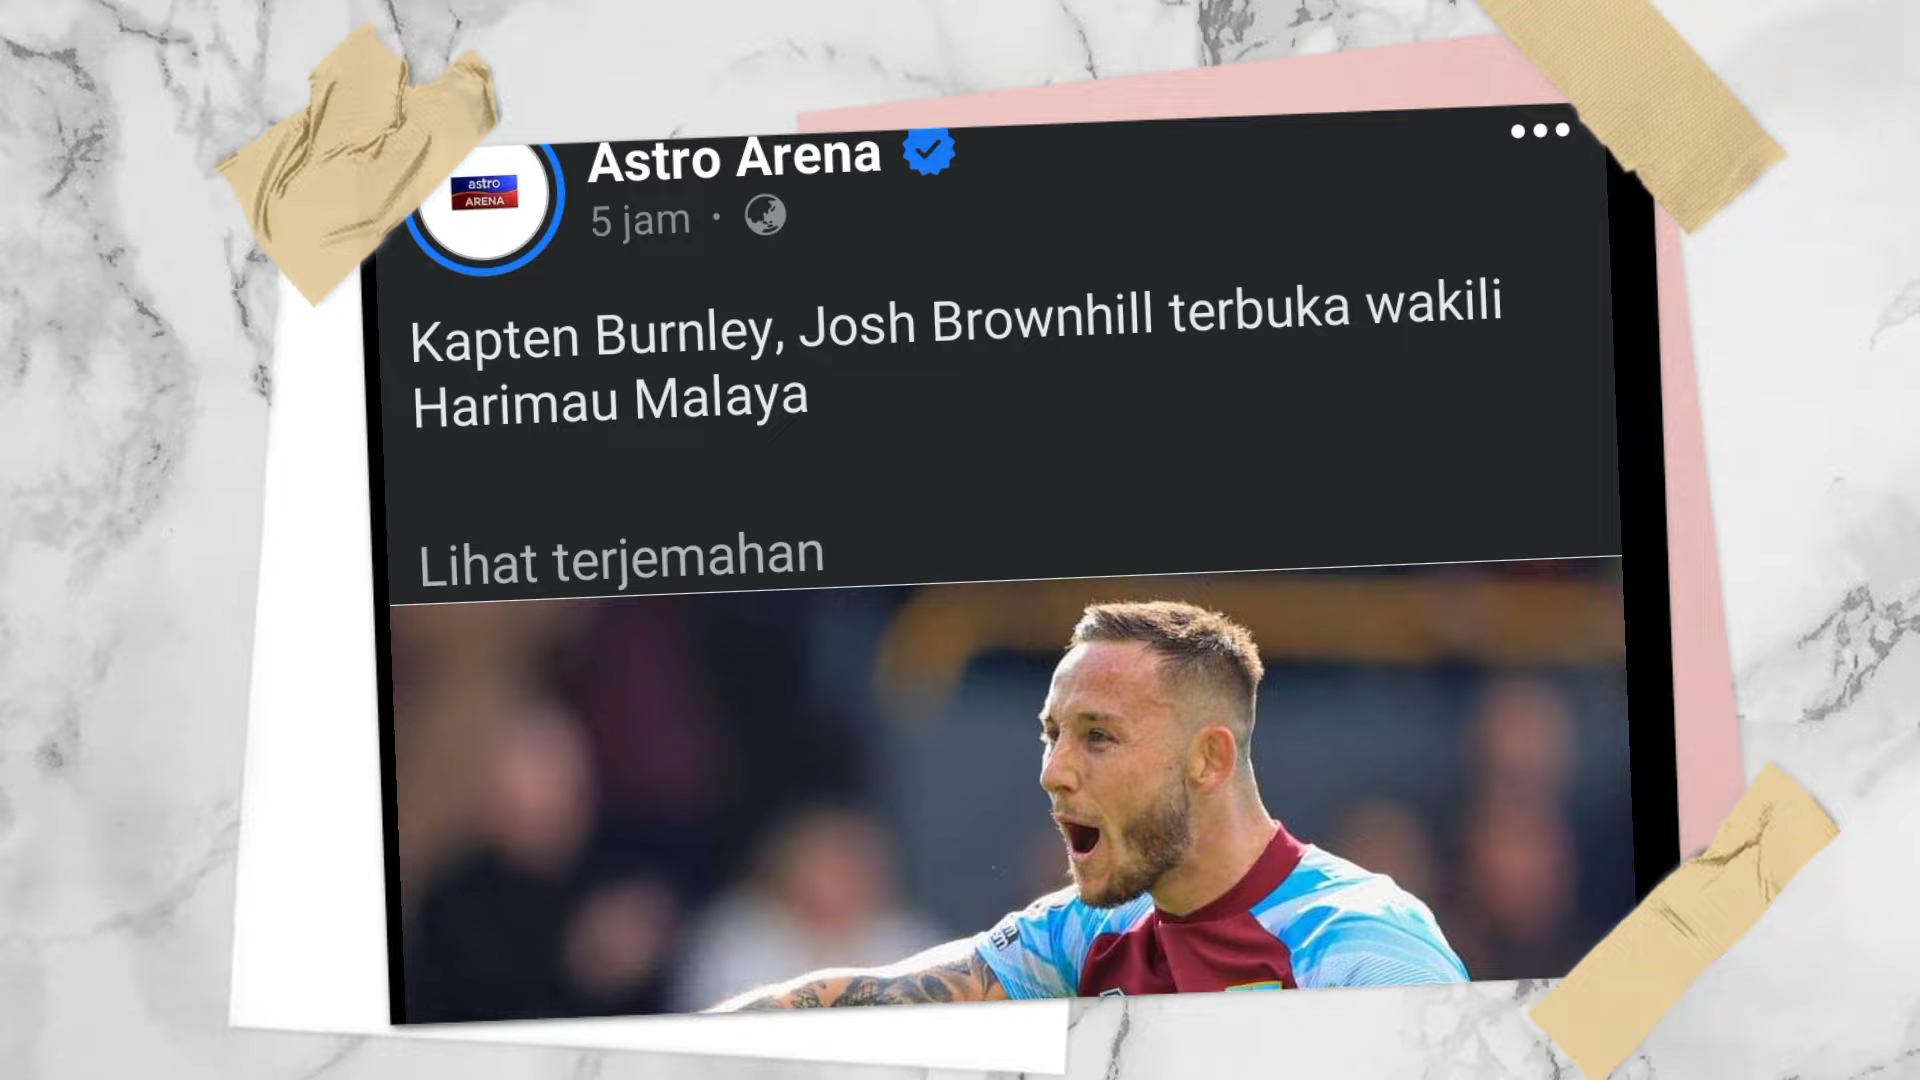 Astro Arena
astro
ARENA
5 jam ·
Kapten Burnley, Josh Brownhill terbuka wakili
Harimau Malaya
Lihat terjemahan